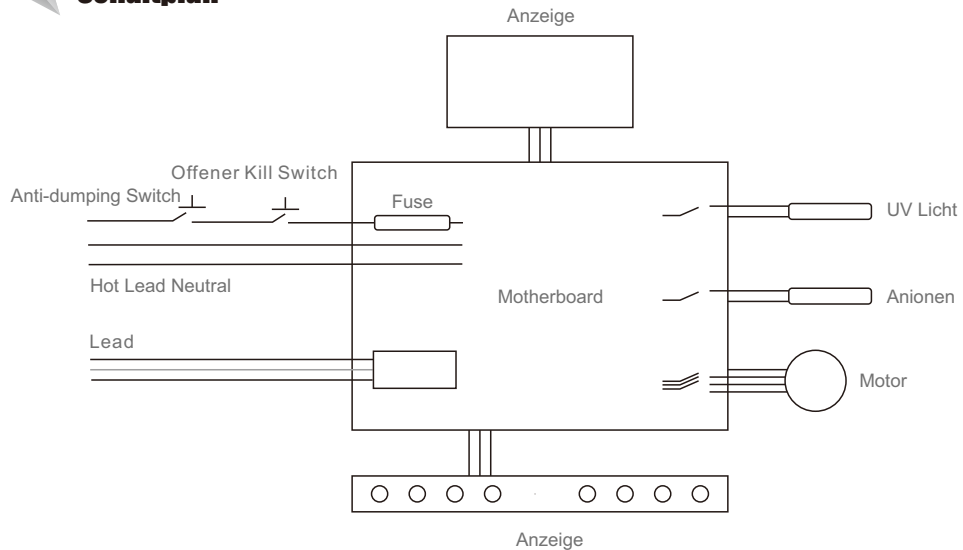 Anzeige
Offener Kill Switch
Anti-dumping Switch
Fuse
UV Licht
Hot Lead Neutral
Motherboard
Anionen
Lead
Motor
Anzeige